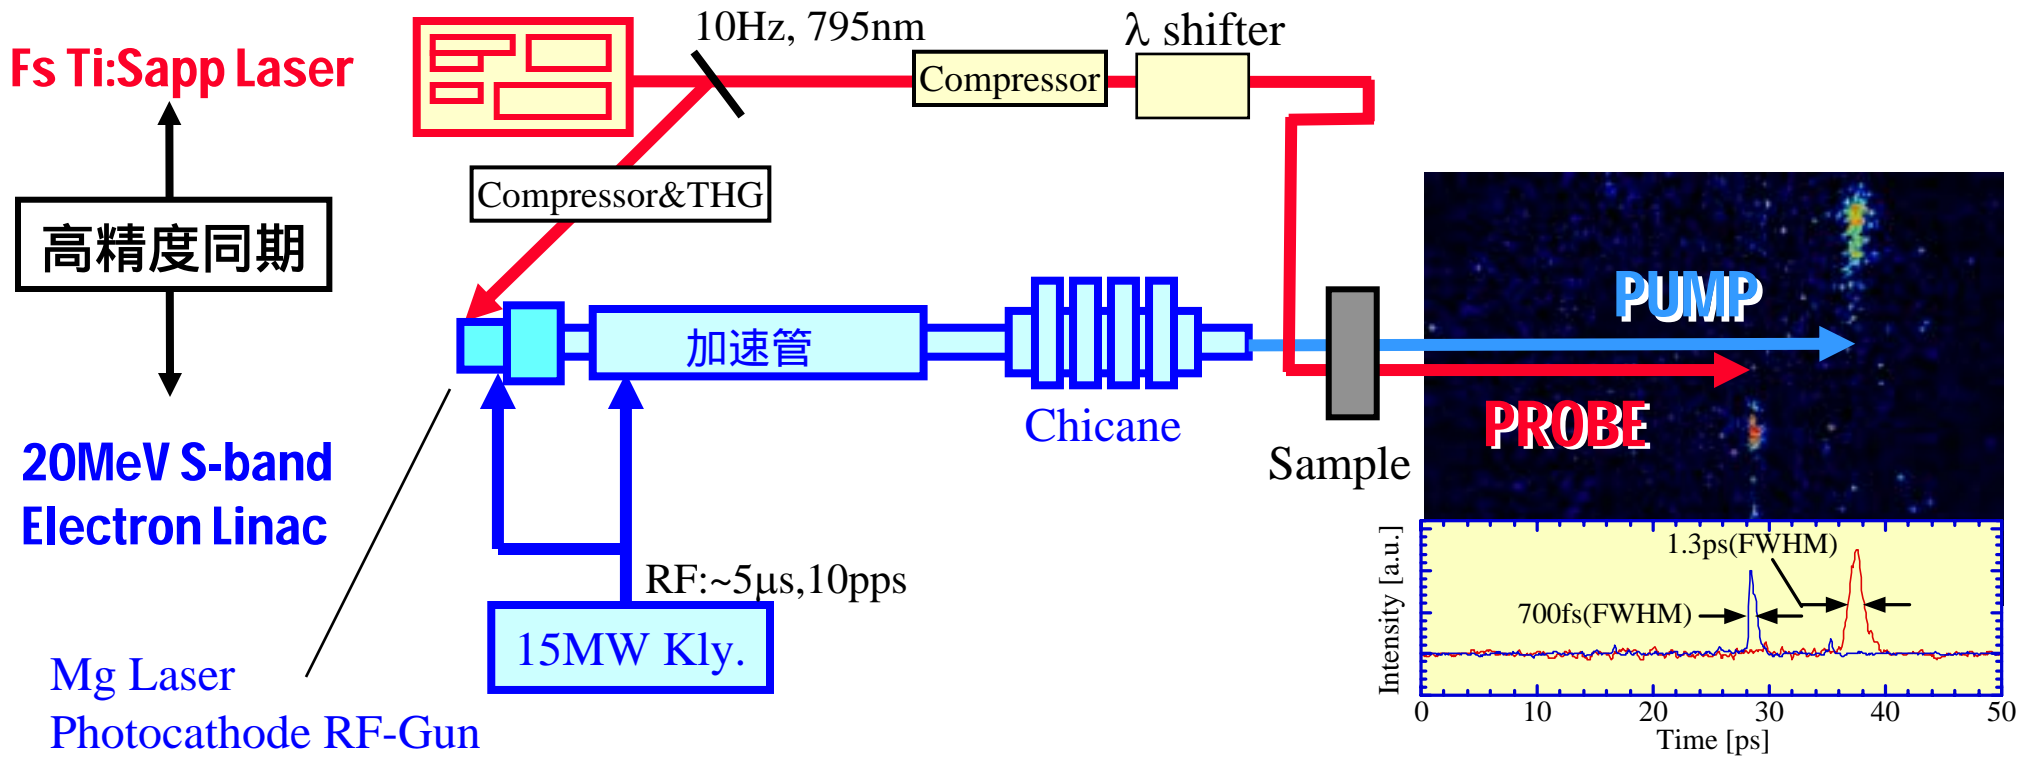 10Hz, 795nm
λ shifter
Fs Ti:Sapp Laser
Compressor
Compressor&THG
高精度同期
加速管
PUMP
PROBE
Chicane
Sample
20MeV S-band
Electron Linac
RF:~5μs,10pps
15MW Kly.
Mg Laser
Photocathode RF-Gun
1.3ps(FWHM)
700fs(FWHM)
Intensity [a.u.]
0 10 20 30 40 50
Time [ps]